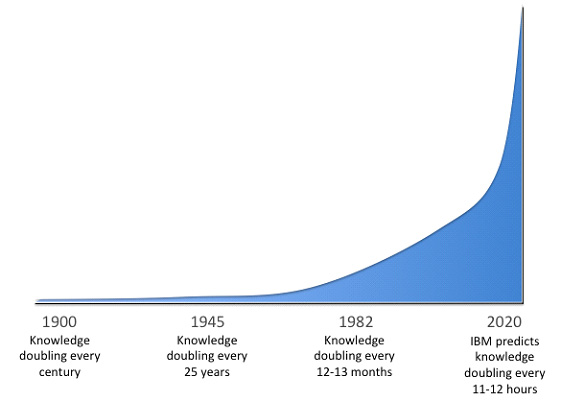 1900
Knowledge
doubling every
century
1945
Knowledge
doubling every
25 years
1982
Knowledge
doubling every
12-13 months
2020
IBM predicts
knowledge
doubling every
11-12 hours